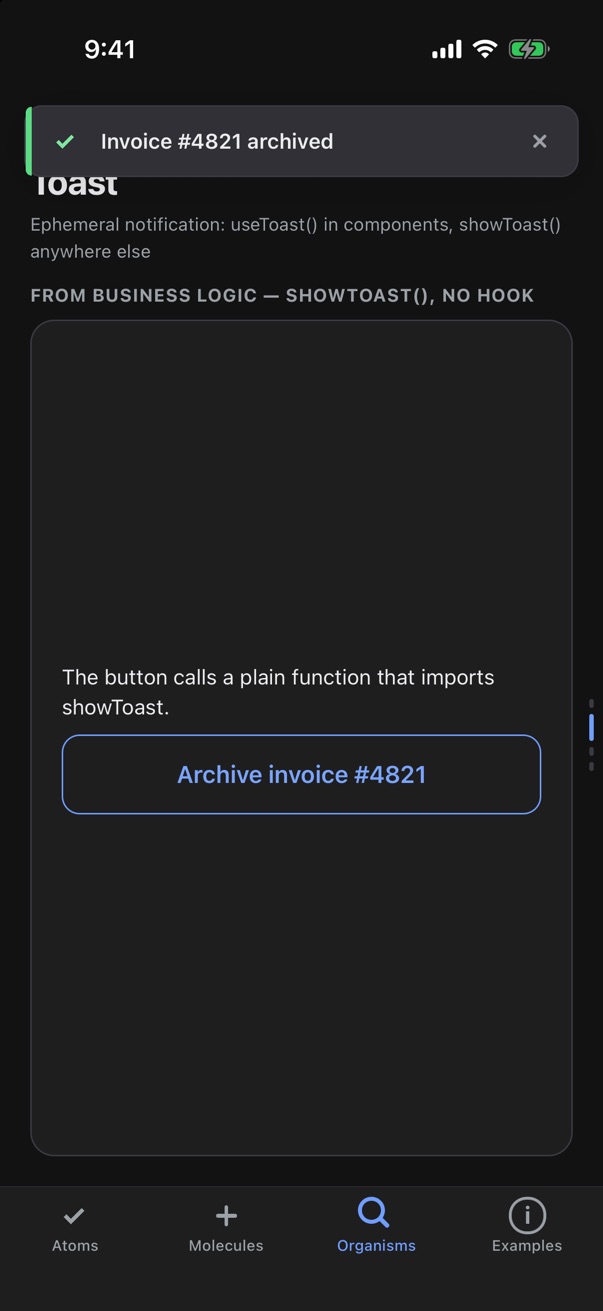 9:41
Invoice #4821 archived
Toast
Ephemeral notification: useToast() in components, showToast()
anywhere else
FROM BUSINESS LOGIC — SHOWTOAST(), NO HOOK
The button calls a plain function that imports
showToast.
Archive invoice #4821
Atoms
Molecules
Organisms
Examples